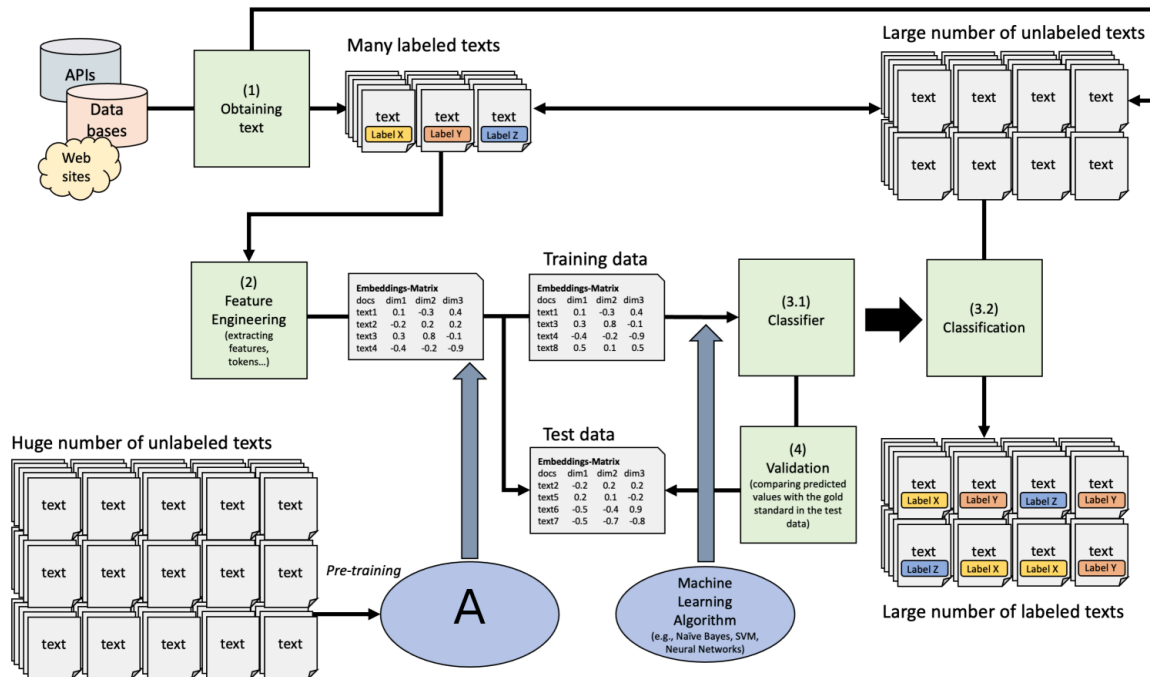 APIs
Data
bases
Web
sites
(1)
Obtaining
text
Many labeled texts
text
Label X
text
Label Y
text
Label Z
Large number of unlabeled texts
text text text text
text text text text
(2)
Feature
Engineering
(extracting
features,
tokens...)
Embeddings-Matrix
docs dim1 dim2 dim3
text1 0.1 -0.3 0.4
text2 -0.2 0.2 0.2
text3 0.3 0.8 -0.1
text4 -0.4 -0.2 -0.9
Training data
Embeddings-Matrix
docs dim1 dim2 dim3
text1 0.1 -0.3 0.4
text3 0.3 0.8 -0.1
text4 -0.4 -0.2 -0.9
text8 0.5 0.1 0.5
(3.1)
Classifier
(3.2)
Classification
Test data
Embeddings-Matrix
docs dim1 dim2 dim3
text2 -0.2 0.2 0.2
text5 0.2 0.1 -0.2
text6 -0.5 -0.4 0.9
text7 -0.5 -0.7 -0.8
(4)
Validation
(comparing predicted
values with the gold
standard in the test
data)
Huge number of unlabeled texts
text text text text text
text text text text text
text text text text text
Pre-training
A
Machine
Learning
Algorithm
(e.g., Naïve Bayes, SVM,
Neural Networks)
text text text text
Label X Label Y Label Z Label Y
text text text text
Label Z Label X Label X Label Y
Large number of labeled texts